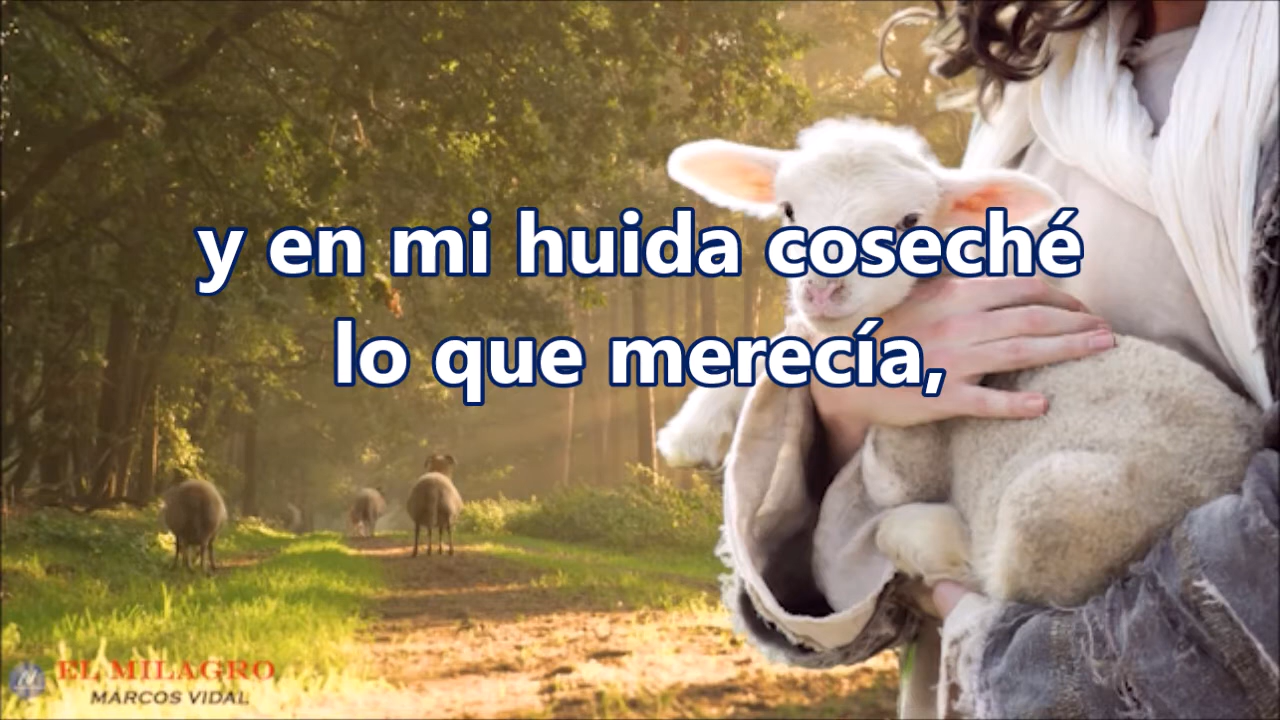 y en mi huida coseché
lo que merecía,
EL MILAGRO
MARCOS VIDAL